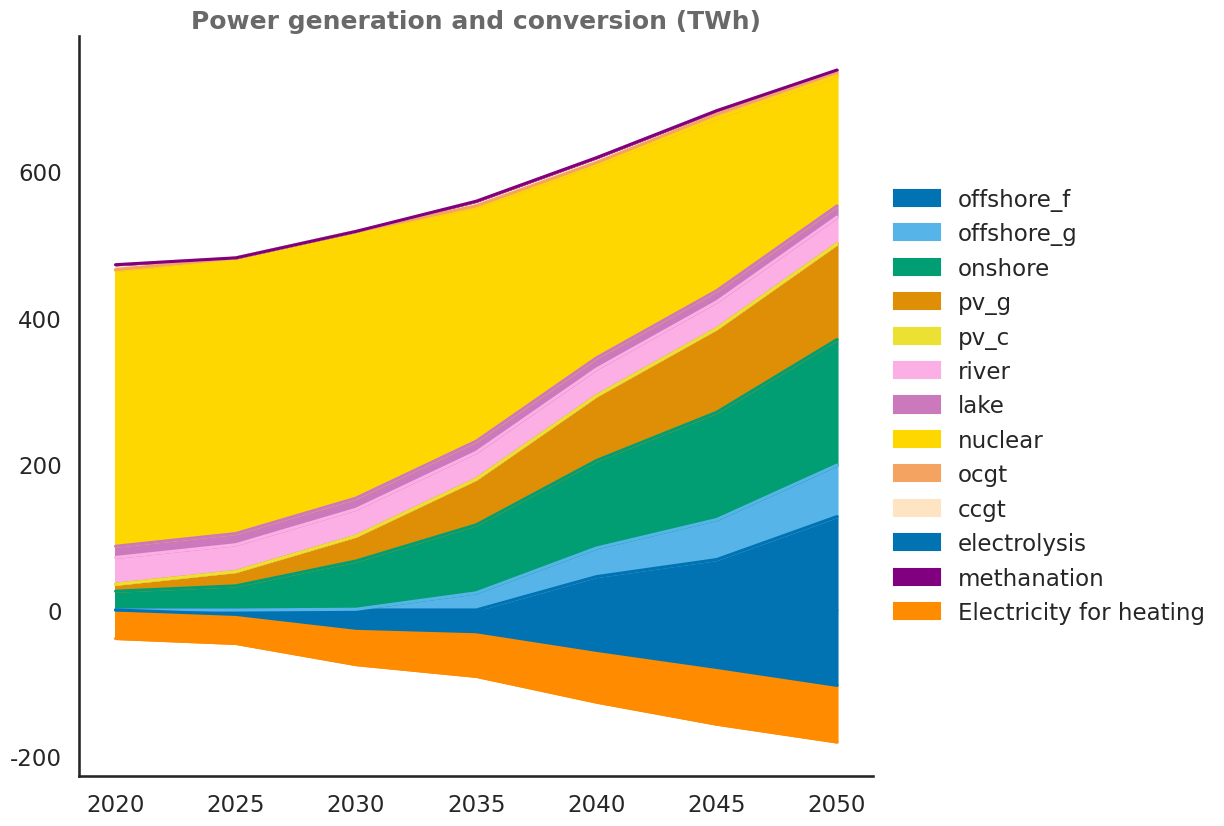 Power generation and conversion (TWh)
600
400
200
0
-200
2020 2025 2030 2035 2040 2045 2050
offshore_f
offshore_g
onshore
pv_g
pv_c
river
lake
nuclear
ocgt
ccgt
electrolysis
methanation
Electricity for heating